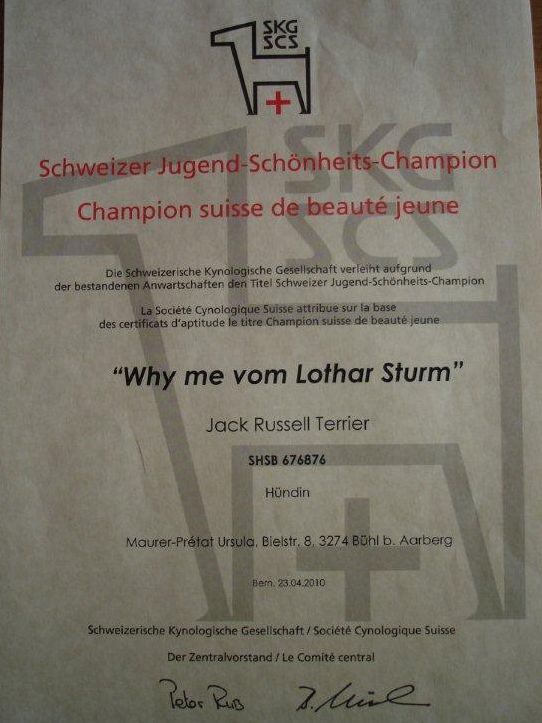 SKG
SCS
Schweizer Jugend-Schönheits-Champion
Champion suisse de beauté jeune
Die Schweizerische Kynologische Gesellschaft verleiht aufgrund
der bestandenen Anwartschaften den Titel Schweizer Jugend-Schönheits-Champion
La Société Cynologique Suisse attribue sur la base
des certificats d'aptitude le titre Champion suisse de beauté jeune
"Why me vom Lothar Sturm"
Jack Russell Terrier
SHSB 676876
Hündin
Maurer-Prétat Ursula, Bielstr. 8, 3274 Bühl b. Aarberg
Bern, 23.04.2010
Schweizerische Kynologische Gesellschaft / Société Cynologique Suisse
Der Zentralvorstand / Le Comité central
Peter Rub